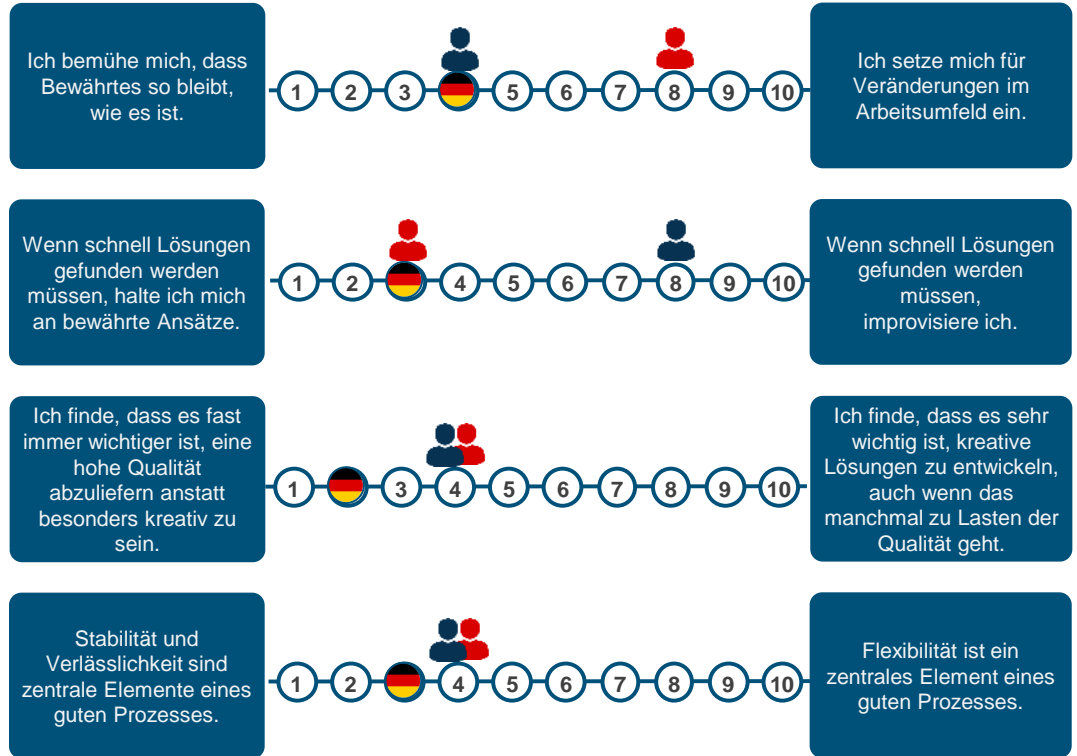 Ich bemühe mich, dass
Bewährtes so bleibt,
wie es ist.
1 2 3 5 6 7 8 9 10
Ich setze mich für
Veränderungen im
Arbeitsumfeld ein.
Wenn schnell Lösungen
gefunden werden
müssen, halte ich mich
an bewährte Ansätze.
1 2 4 5 6 7 8 9 10
Wenn schnell Lösungen
gefunden werden
müssen,
improvisiere ich.
Ich finde, dass es fast
immer wichtiger ist, eine
hohe Qualität
abzuliefern anstatt
besonders kreativ zu
sein.
1 3 4 5 6 7 8 9 10
Ich finde, dass es sehr
wichtig ist, kreative
Lösungen zu entwickeln,
auch wenn das
manchmal zu Lasten der
Qualität geht.
Stabilität und
Verlässlichkeit sind
zentrale Elemente eines
guten Prozesses.
1 2 4 5 6 7 8 9 10
Flexibilität ist ein
zentrales Element eines
guten Prozesses.